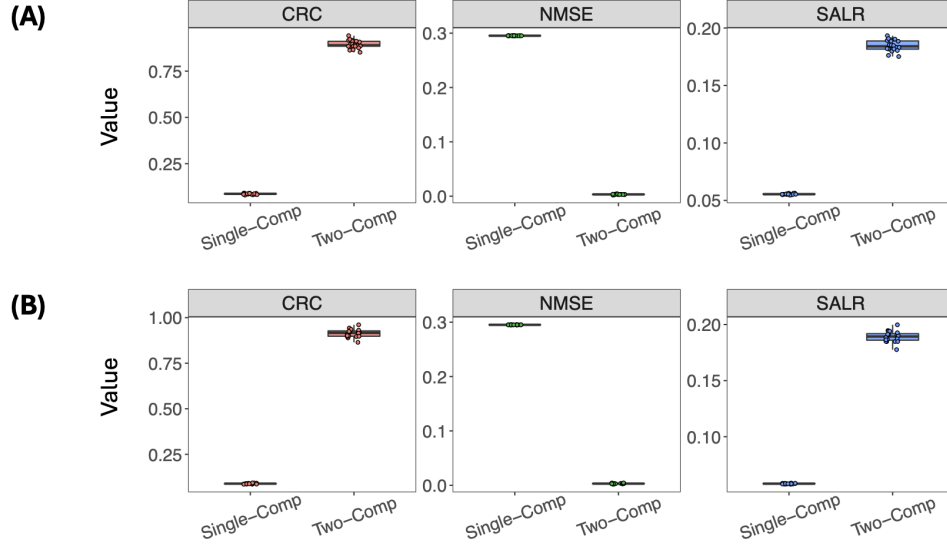 (A)
CRC
NMSE
SALR
Value
0.75
0.50
0.25
0.3
0.2
0.1
0.0
0.20
0.15
0.10
0.05
Single-Comp
Two-Comp
Single-Comp
Two-Comp
Single-Comp
Two-Comp
(B)
CRC
NMSE
SALR
Value
1.00
0.75
0.50
0.25
0.3
0.2
0.1
0.0
0.20
0.15
0.10
Single-Comp
Two-Comp
Single-Comp
Two-Comp
Single-Comp
Two-Comp